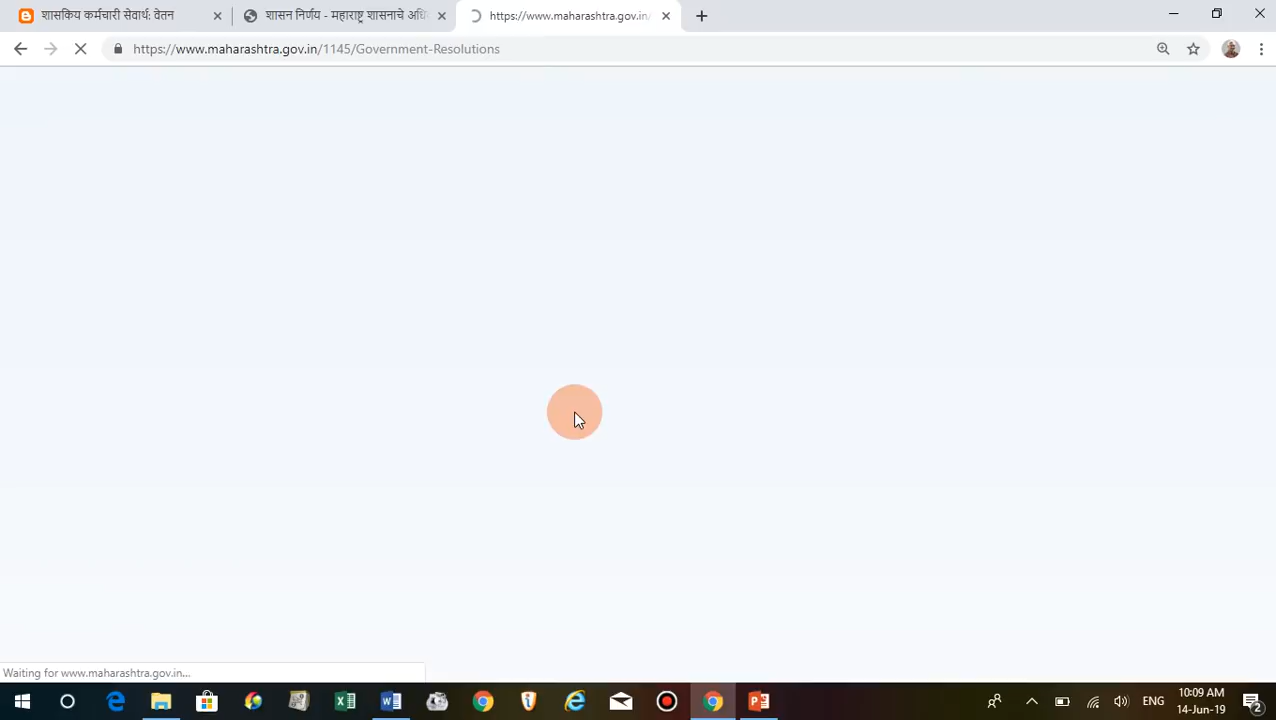 शासकिय कर्मचारी सेवार्थ: वेतन
शासन निर्णय - महाराष्ट्र शासनाचे अधि
https://www.maharashtra.gov.in/
https://www.maharashtra.gov.in/1145/Government-Resolutions
Waiting for www.maharashtra.gov.in...
ENG
10:09 AM
14-Jun-19
2